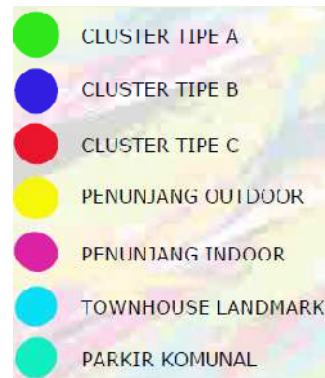 CLUSTER TIPE A
CLUSTER TIPE B
CLUSTER TIPE C
PENUNJANG OUTDOOR
PENUNJANG INDOOR
TOWNHOUSE LANDMARK
PARKIR KOMUNAL